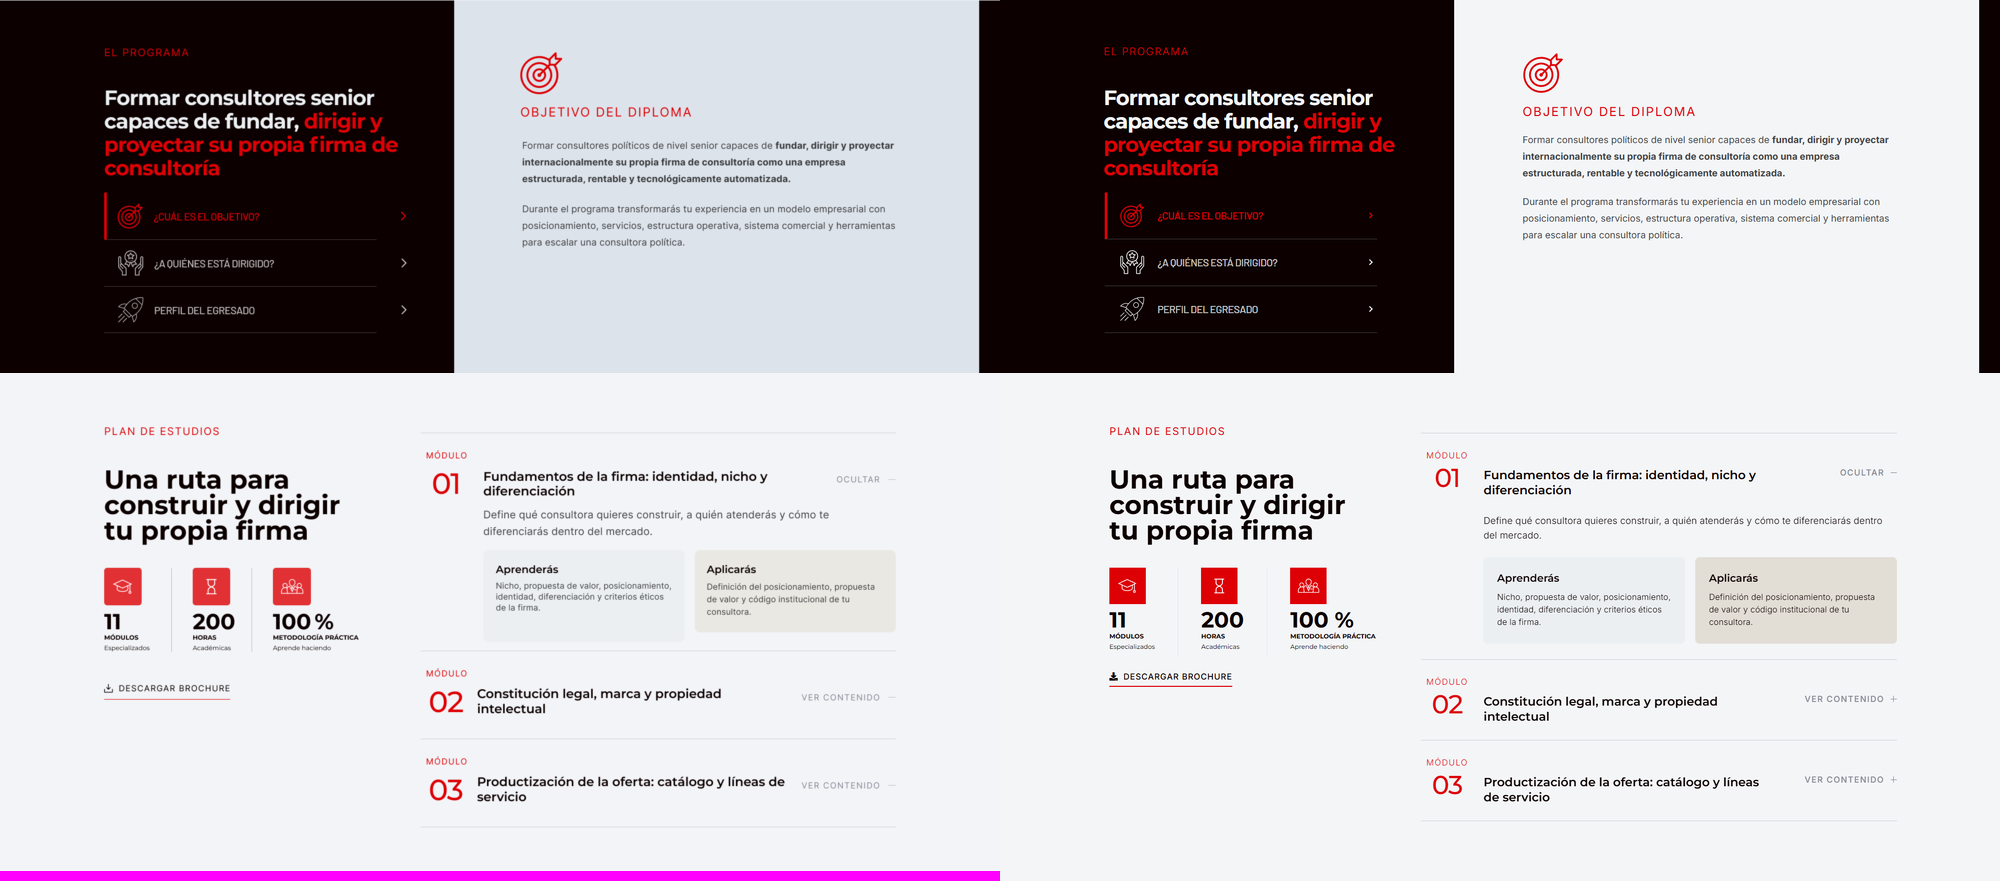 EL PROGRAMA
Formar consultores senior
capaces de fundar, dirigir y
proyectar su propia firma de
consultoría
¿CUÁL ES EL OBJETIVO?
¿A QUIÉNES ESTÁ DIRIGIDO?
PERFIL DEL EGRESADO
OBJETIVO DEL DIPLOMA
Formar consultores políticos de nivel senior capaces de fundar, dirigir y proyectar
internacionalmente su propia firma de consultoría como una empresa
estructurada, rentable y tecnológicamente automatizada.
Durante el programa transformarás tu experiencia en un modelo empresarial con
posicionamiento, servicios, estructura operativa, sistema comercial y herramientas
para escalar una consultora política.
EL PROGRAMA
Formar consultores senior
capaces de fundar, dirigir y
proyectar su propia firma de
consultoría
¿CUÁL ES EL OBJETIVO?
¿A QUIÉNES ESTÁ DIRIGIDO?
PERFIL DEL EGRESADO
OBJETIVO DEL DIPLOMA
Formar consultores políticos de nivel senior capaces de fundar, dirigir y proyectar
internacionalmente su propia firma de consultoría como una empresa
estructurada, rentable y tecnológicamente automatizada.
Durante el programa transformarás tu experiencia en un modelo empresarial con
posicionamiento, servicios, estructura operativa, sistema comercial y herramientas
para escalar una consultora política.
PLAN DE ESTUDIOS
Una ruta para
construir y dirigir
tu propia firma
11
MÓDULOS
Especializados
200
HORAS
Académicas
100 %
METODOLOGÍA PRÁCTICA
Aprende haciendo
DESCARGAR BROCHURE
MÓDULO
01
Fundamentos de la firma: identidad, nicho y
diferenciación
OCULTAR
Define qué consultora quieres construir, a quién atenderás y cómo te
diferenciarás dentro del mercado.
Aprenderás
Nicho, propuesta de valor, posicionamiento,
identidad, diferenciación y criterios éticos
de la firma.
Aplicarás
Definición del posicionamiento, propuesta
de valor y código institucional de tu
consultora.
MÓDULO
02
Constitución legal, marca y propiedad
intelectual
VER CONTENIDO
MÓDULO
03
Productización de la oferta: catálogo y líneas de
servicio
VER CONTENIDO
PLAN DE ESTUDIOS
Una ruta para
construir y dirigir
tu propia firma
11
MÓDULOS
Especializados
200
HORAS
Académicas
100 %
METODOLOGÍA PRÁCTICA
Aprende haciendo
DESCARGAR BROCHURE
MÓDULO
01
Fundamentos de la firma: identidad, nicho y
diferenciación
OCULTAR
Define qué consultora quieres construir, a quién atenderás y cómo te diferenciarás dentro
del mercado.
Aprenderás
Nicho, propuesta de valor, posicionamiento,
identidad, diferenciación y criterios éticos
de la firma.
Aplicarás
Definición del posicionamiento, propuesta
de valor y código institucional de tu
consultora.
MÓDULO
02
Constitución legal, marca y propiedad
intelectual
VER CONTENIDO
MÓDULO
03
Productización de la oferta: catálogo y líneas
de servicio
VER CONTENIDO